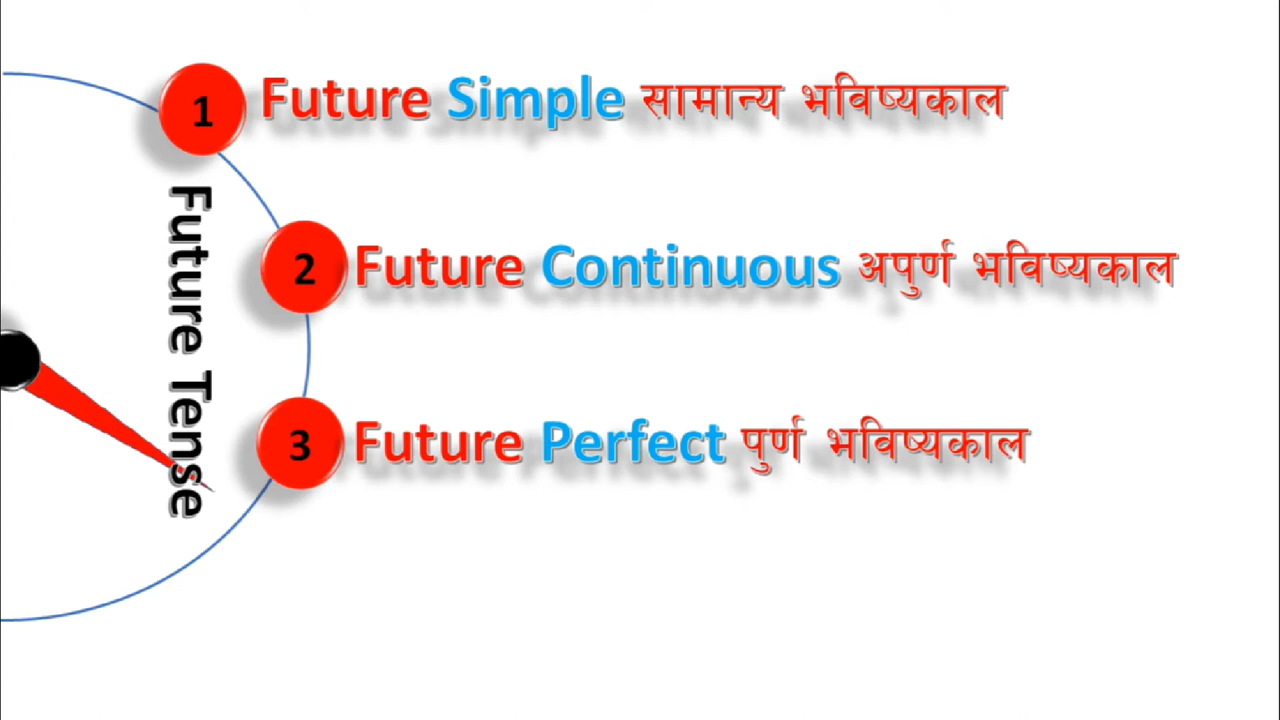 1 Future Simple सामान्य भविष्यकाल
Future Tense
2 Future Continuous अपुर्ण भविष्यकाल
3 Future Perfect पुर्ण भविष्यकाल